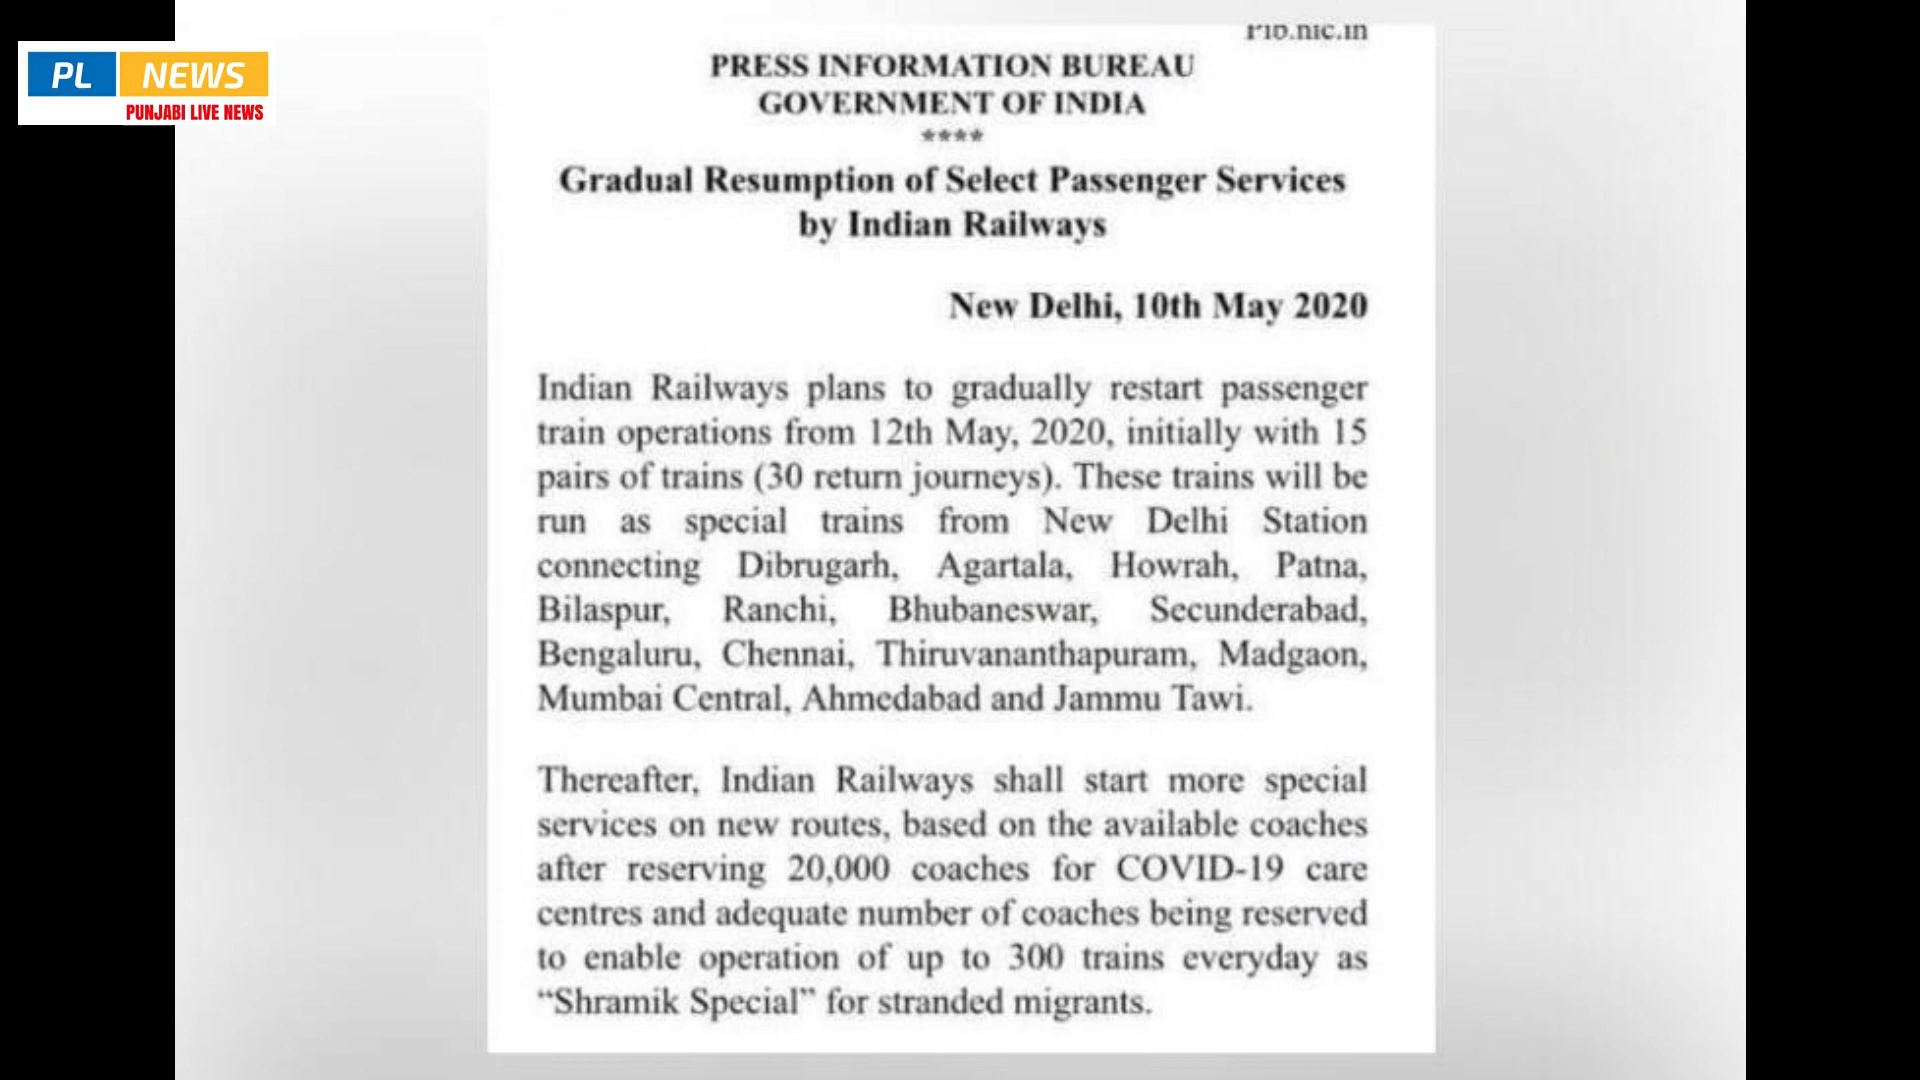 PL NEWS
PUNJABI LIVE NEWS
Pib.nic.in
PRESS INFORMATION BUREAU
GOVERNMENT OF INDIA
****
Gradual Resumption of Select Passenger Services
by Indian Railways
New Delhi, 10th May 2020
Indian Railways plans to gradually restart passenger
train operations from 12th May, 2020, initially with 15
pairs of trains (30 return journeys). These trains will be
run as special trains from New Delhi Station
connecting Dibrugarh, Agartala, Howrah, Patna,
Bilaspur, Ranchi, Bhubaneswar, Secunderabad,
Bengaluru, Chennai, Thiruvananthapuram, Madgaon,
Mumbai Central, Ahmedabad and Jammu Tawi.
Thereafter, Indian Railways shall start more special
services on new routes, based on the available coaches
after reserving 20,000 coaches for COVID-19 care
centres and adequate number of coaches being reserved
to enable operation of up to 300 trains everyday as
“Shramik Special” for stranded migrants.